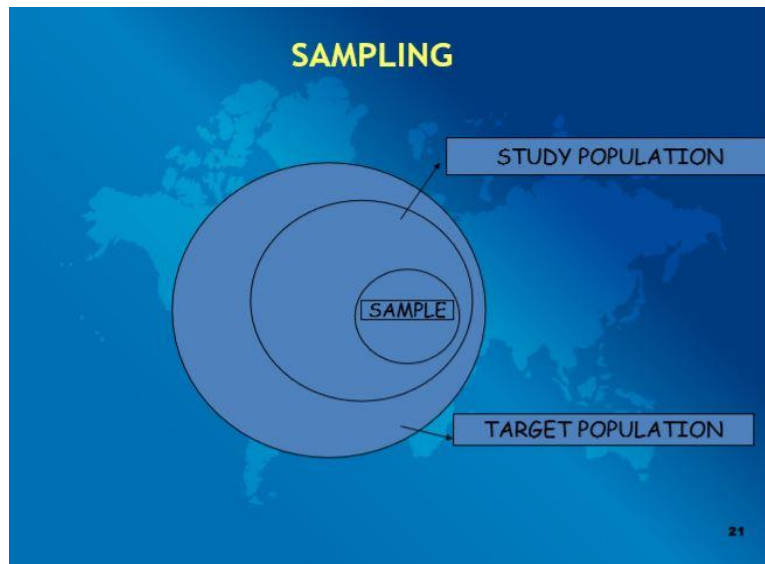 SAMPLING
STUDY POPULATION
SAMPLE
TARGET POPULATION
21